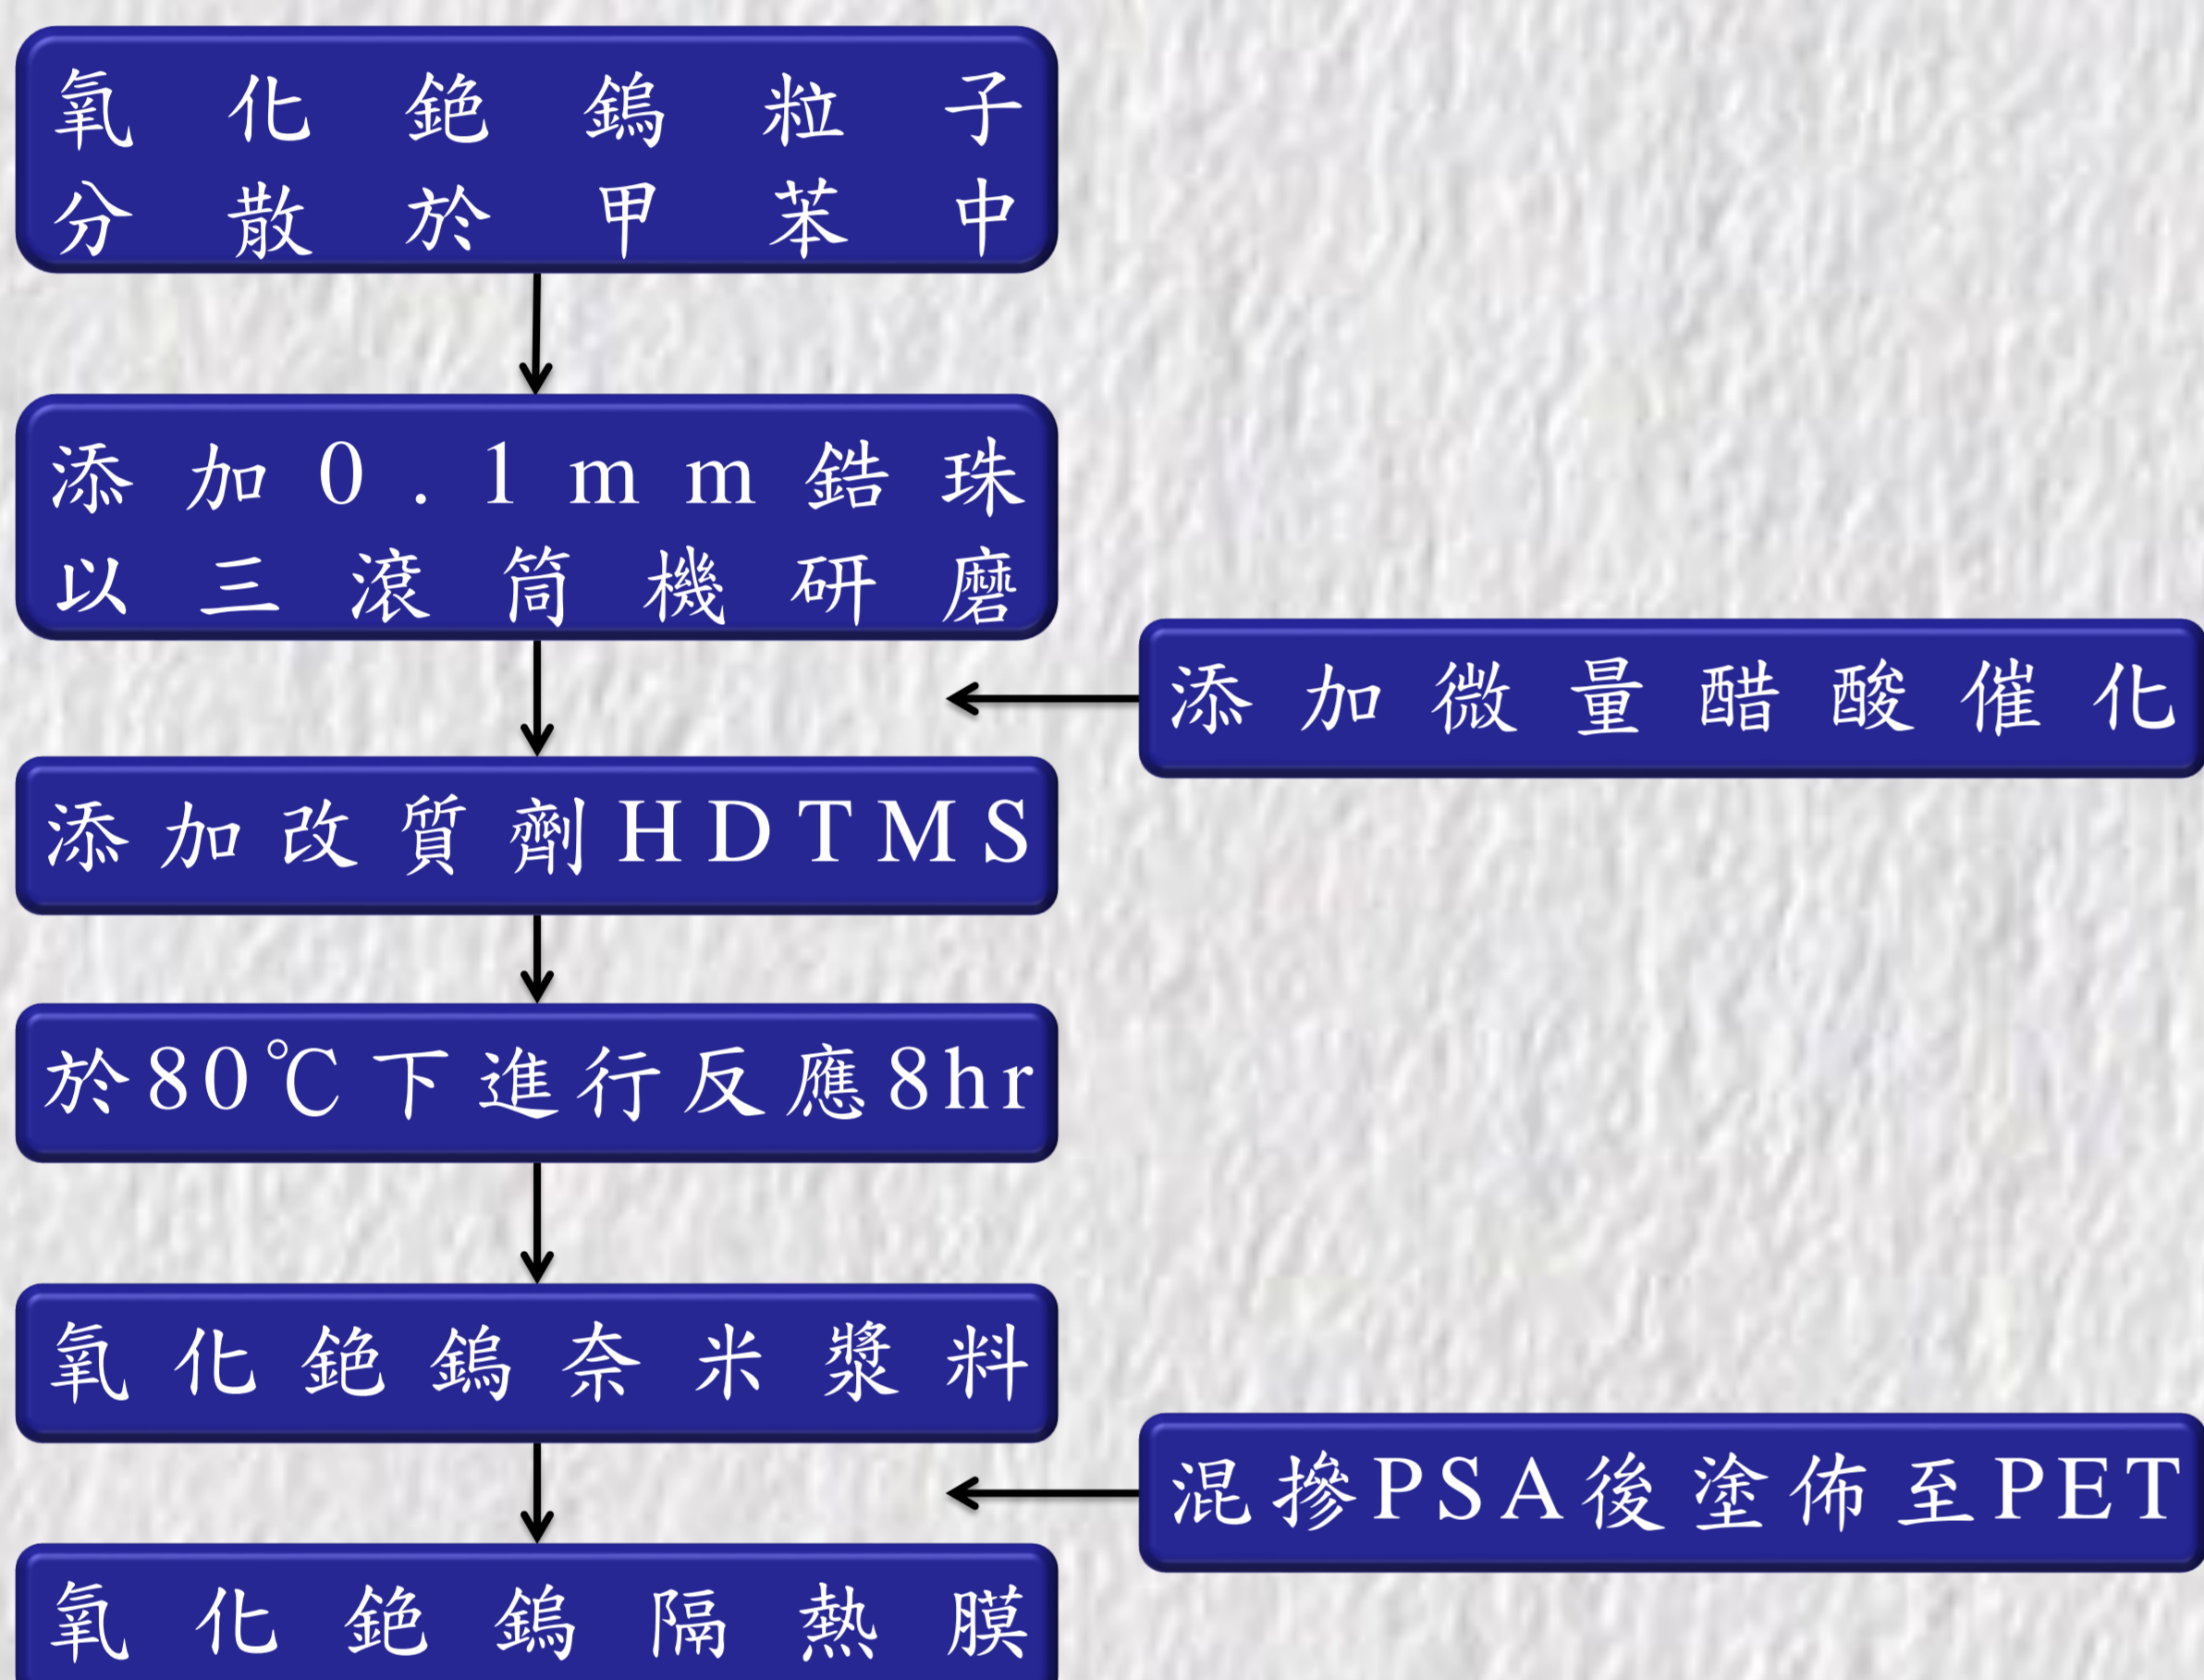 氧化銫鎢粒子
分散於甲苯中
添加0.1mm鋯珠
以三滾筒機研磨
添加微量醋酸催化
添加改質劑HDTMS
於80℃下進行反應8hr
氧化銫鎢奈米漿料
混摻PSA後塗佈至PET
氧化銫鎢隔熱膜